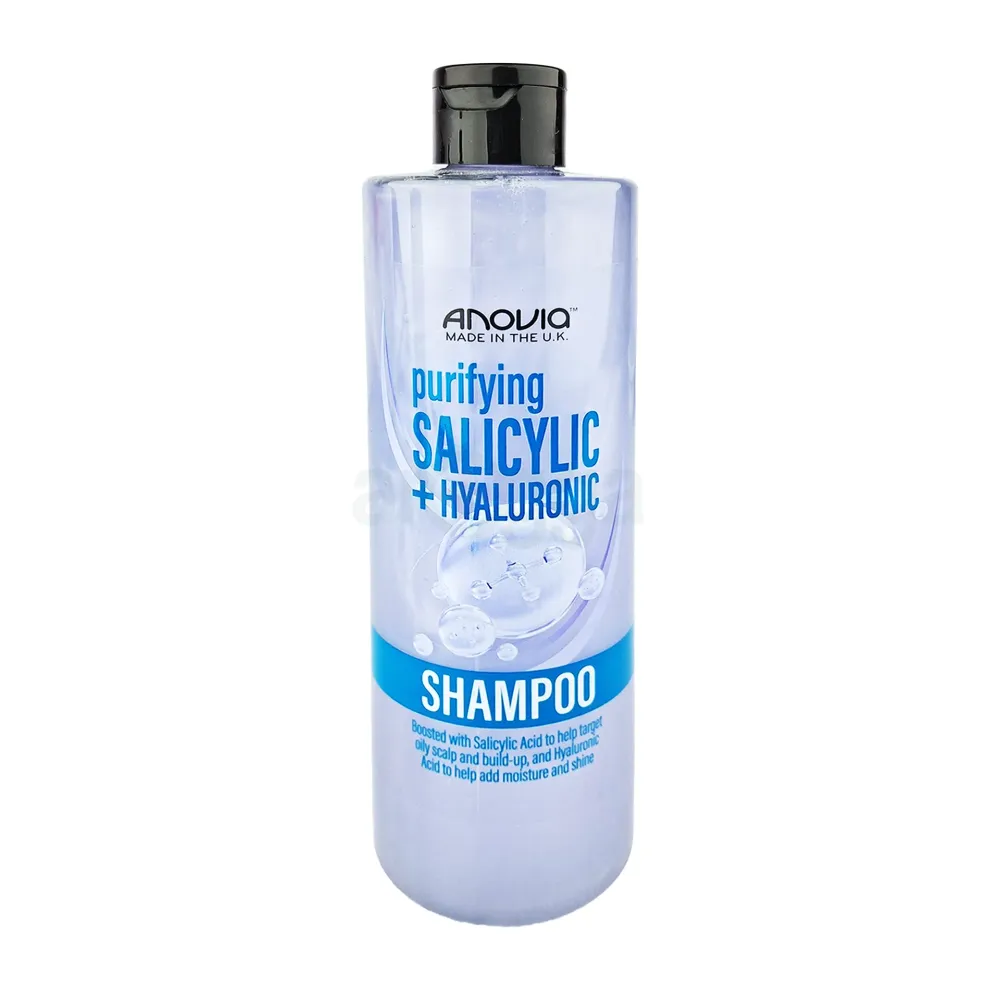 ANOVIA™
MADE IN THE U.K.
purifying
SALICYLIC
+ HYALURONIC
SHAMPOO
Boosted with Salicylic Acid to help target
oily scalp and build-up, and Hyaluronic
Acid to help add moisture and shine